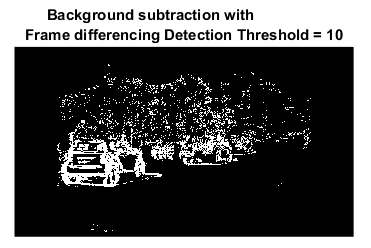 Background subtraction with
Frame differencing Detection Threshold = 10